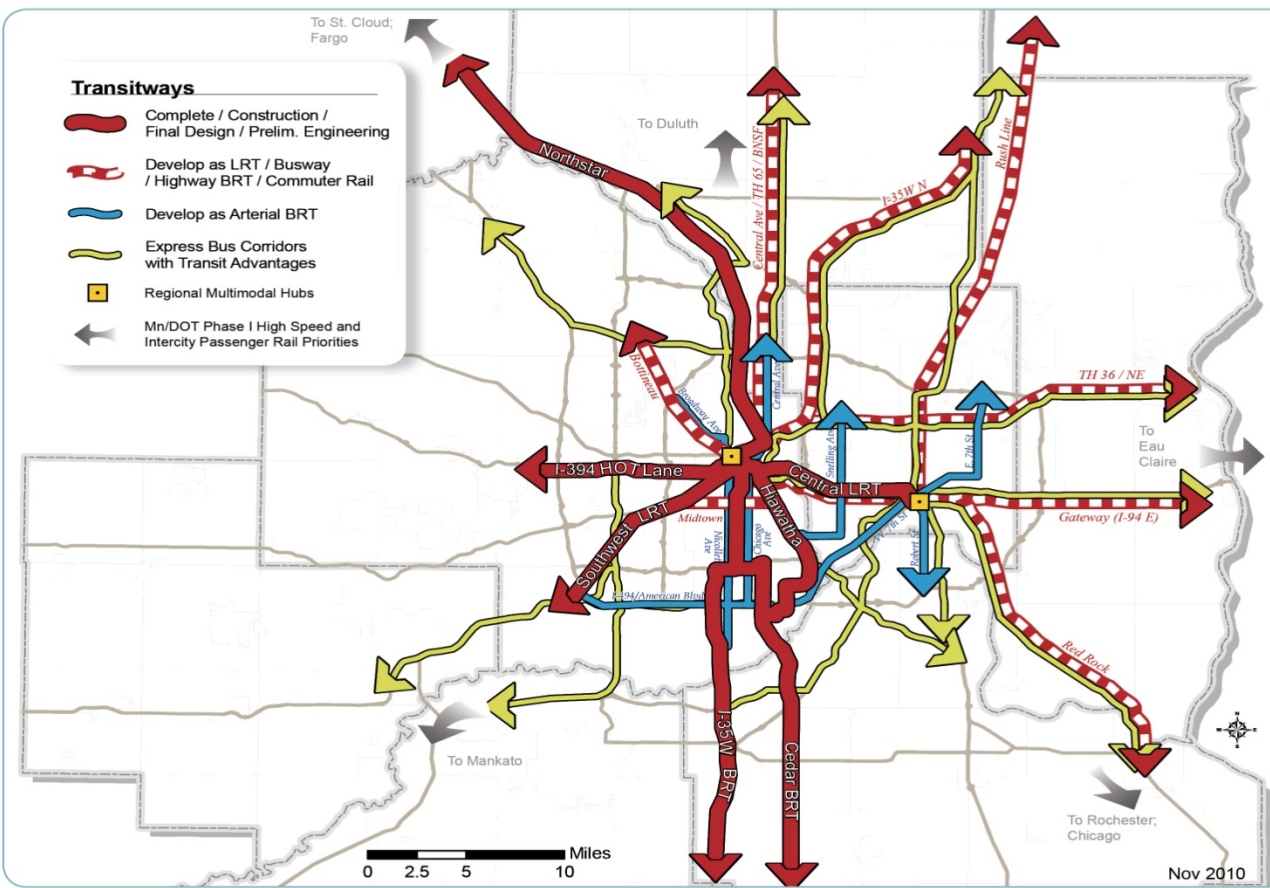 To St. Cloud;
Fargo
Transitways
Complete / Construction /
Final Design / Prelim. Engineering
Develop as LRT / Busway
/ Highway BRT / Commuter Rail
Develop as Arterial BRT
Express Bus Corridors
with Transit Advantages
Regional Multimodal Hubs
Mn/DOT Phase I High Speed and
Intercity Passenger Rail Priorities
To Duluth
Northstar
Central Ave / TH 65 / BNSF
I-35W N
Rush Line
Bottineau
Broadway Ave
Central Ave
TH 36 / NE
Snelling Ave
E. 7th St
To
Eau
Claire
I-394 HOT Lane
Central LRT
Southwest LRT
Midtown
Hiawatha
Gateway (I-94 E)
Nicollet
Ave
Chicago
Ave
W. 7th St
Robert St
I-494/American Blvd
Red Rock
To Mankato
I-35W BRT
Cedar BRT
N
W
E
S
To Rochester;
Chicago
Miles
0 2.5 5 10
Nov 2010